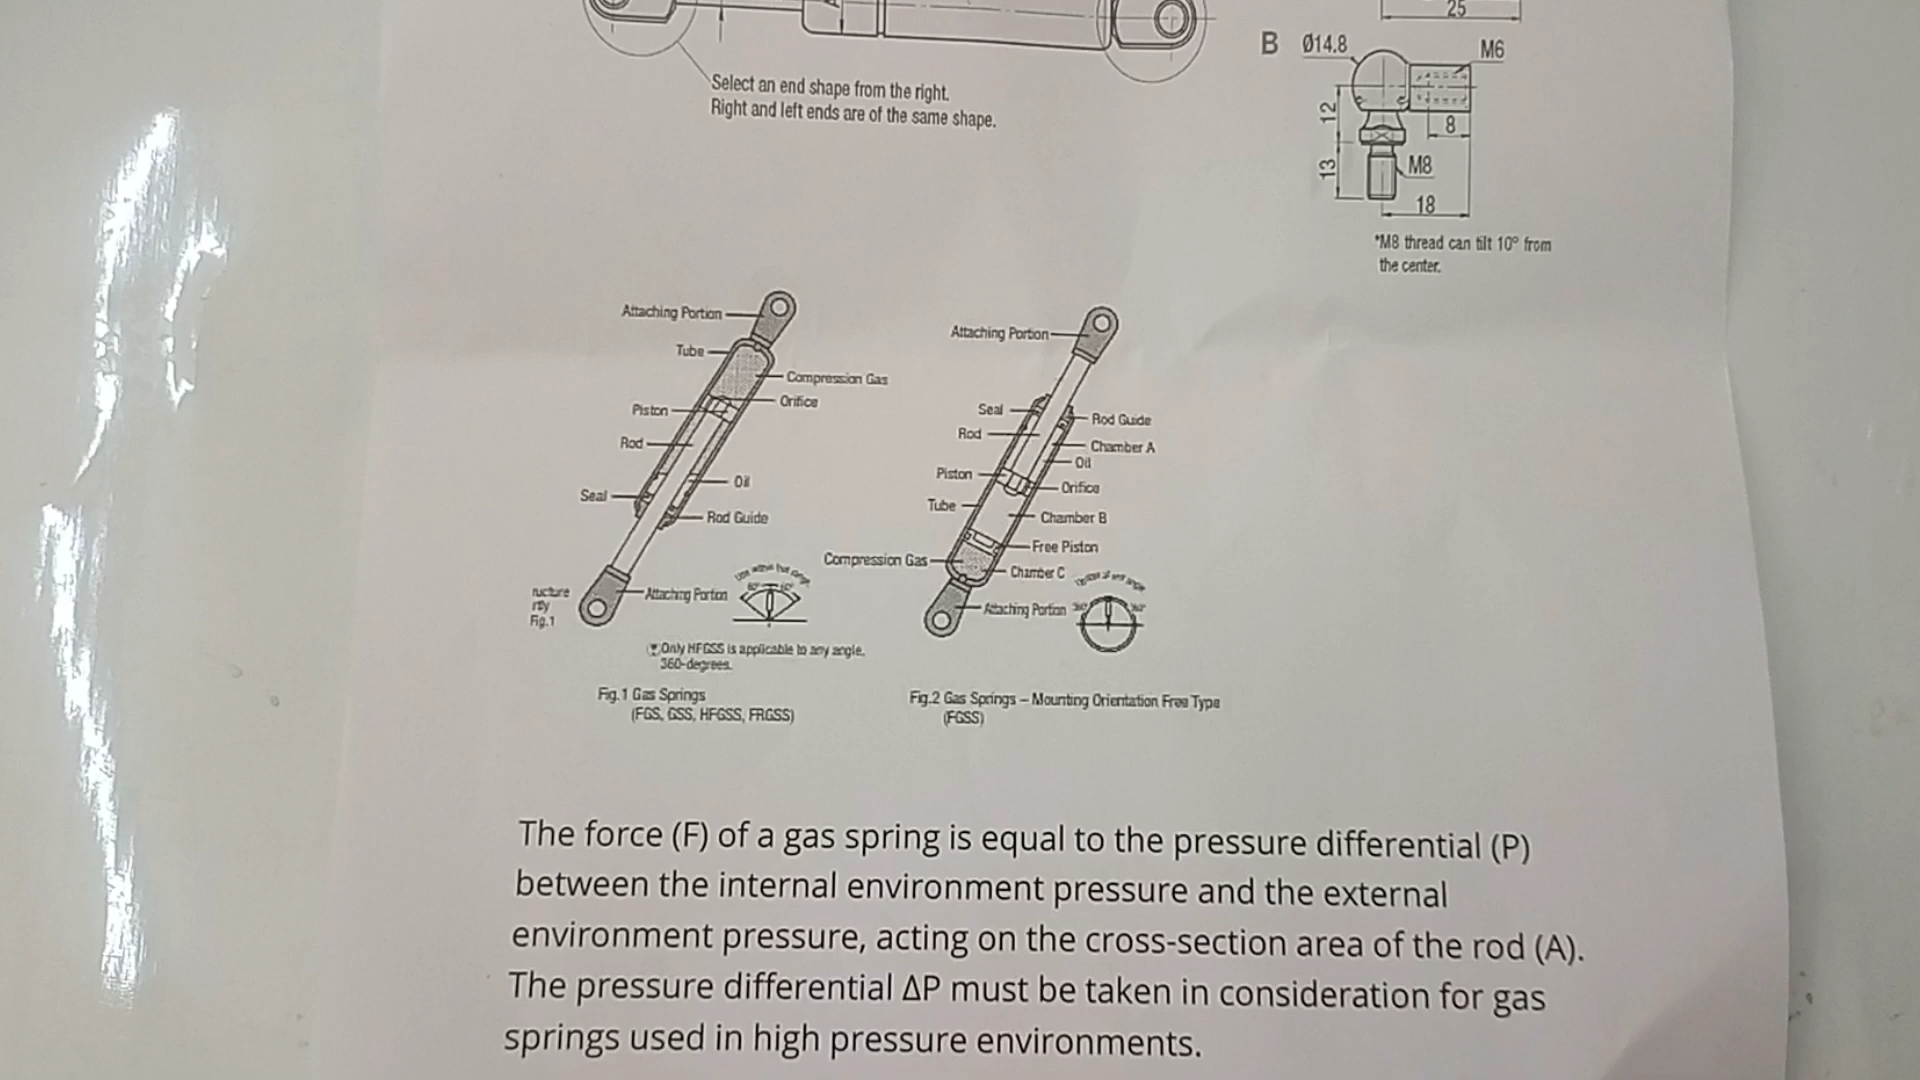 25
B Ø14.8
M6
12
8
13
M8
18
Select an end shape from the right.
Right and left ends are of the same shape.
*M8 thread can tilt 10° from
the center.
Attaching Portion
Tube
Compression Gas
Orifice
Piston
Rod
Oil
Seal
Rod Guide
Attaching Portion
ructure
rtly
Fig.1
Only HFGSS is applicable to any angle.
360-degrees.
Fig.1 Gas Springs
(FGS, GSS, HFGSS, FRGSS)
Attaching Portion
Seal
Rod Guide
Rod
Chamber A
Oil
Piston
Orifice
Tube
Chamber B
Free Piston
Compression Gas
Chamber C
Attaching Portion
Fig.2 Gas Springs – Mounting Orientation Free Type
(FGSS)
The force (F) of a gas spring is equal to the pressure differential (P)
between the internal environment pressure and the external
environment pressure, acting on the cross-section area of the rod (A).
The pressure differential ΔP must be taken in consideration for gas
springs used in high pressure environments.